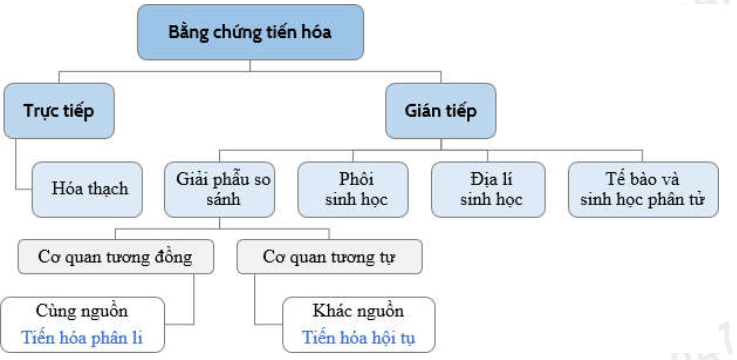 Bằng chứng tiến hóa
Trực tiếp
Gián tiếp
Hóa thạch
Giải phẫu so
sánh
Phôi
sinh học
Địa lí
sinh học
Tế bào và
sinh học phân tử
Cơ quan tương đồng
Cơ quan tương tự
Cùng nguồn
Tiến hóa phân li
Khác nguồn
Tiến hóa hội tụ